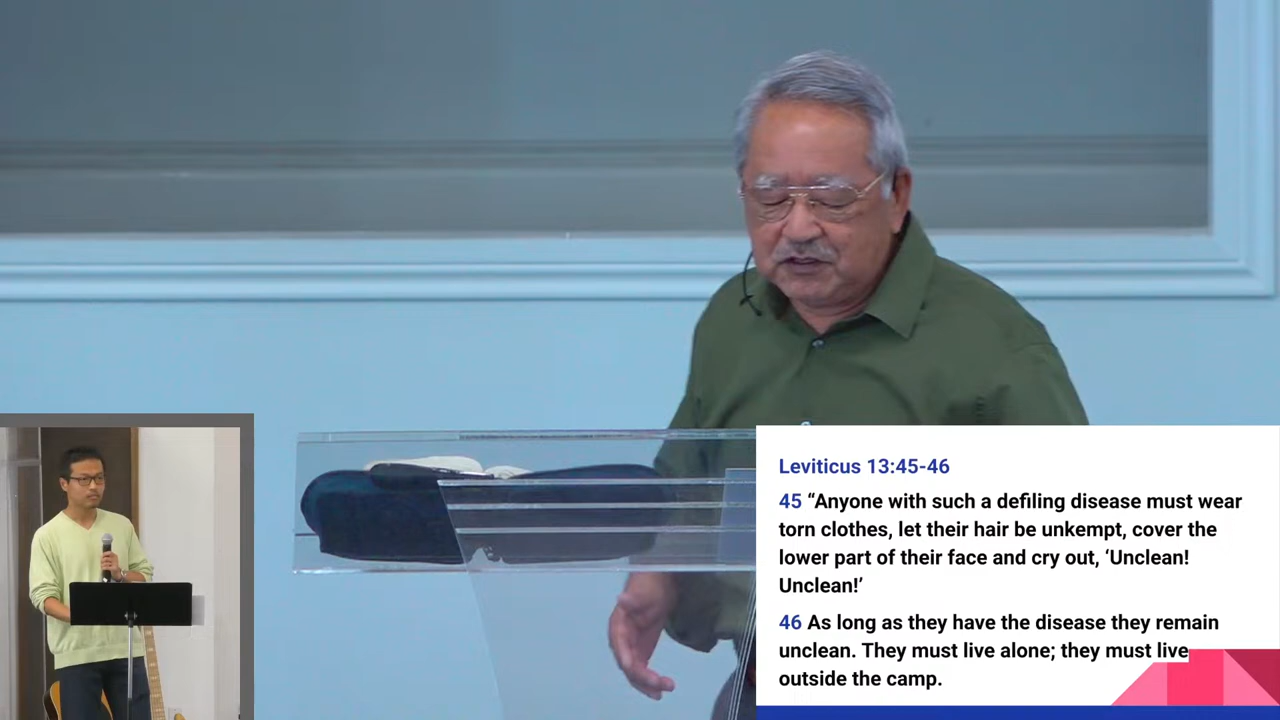 Leviticus 13:45-46
45 “Anyone with such a defiling disease must wear
torn clothes, let their hair be unkempt, cover the
lower part of their face and cry out, ‘Unclean!
Unclean!’
46 As long as they have the disease they remain
unclean. They must live alone; they must live
outside the camp.